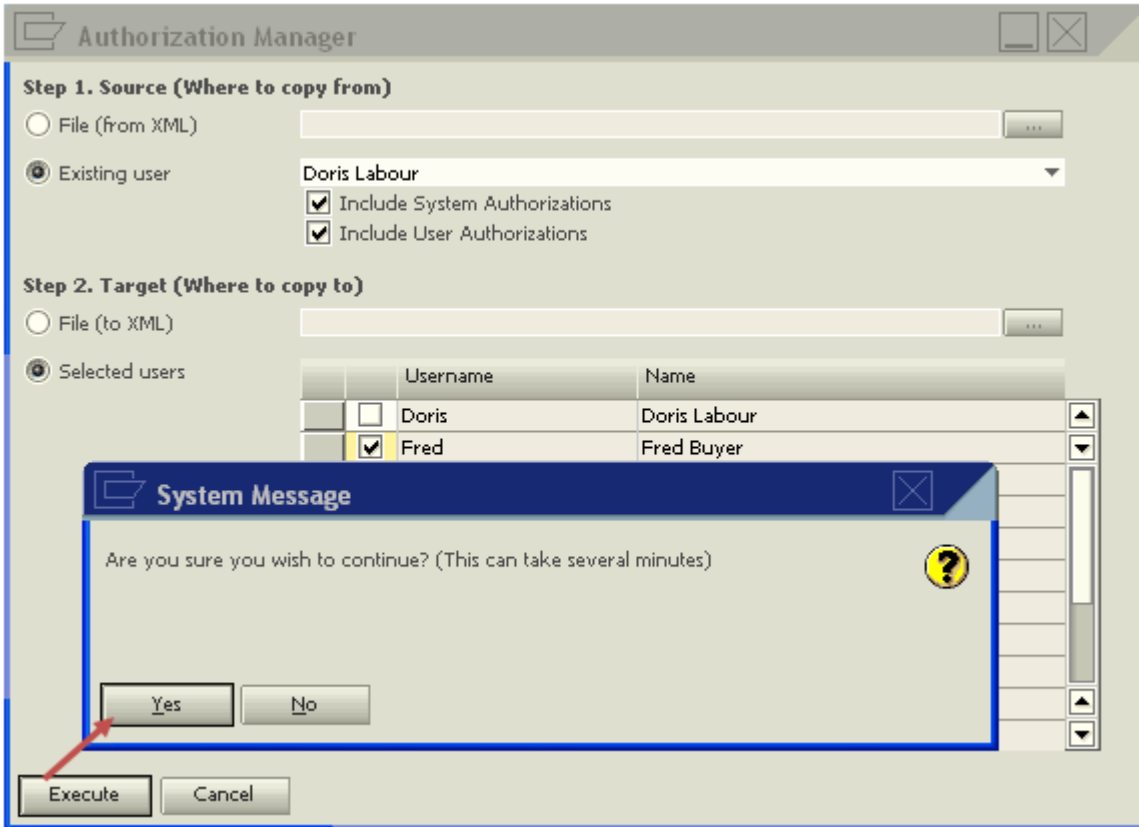 Authorization Manager
Step 1. Source (Where to copy from)
File (from XML)
...
Existing user
Doris Labour
Include System Authorizations
Include User Authorizations
Step 2. Target (Where to copy to)
File (to XML)
...
Selected users
Username Name
Doris Doris Labour
Fred Fred Buyer
System Message
Are you sure you wish to continue? (This can take several minutes)
?
Yes No
Execute Cancel